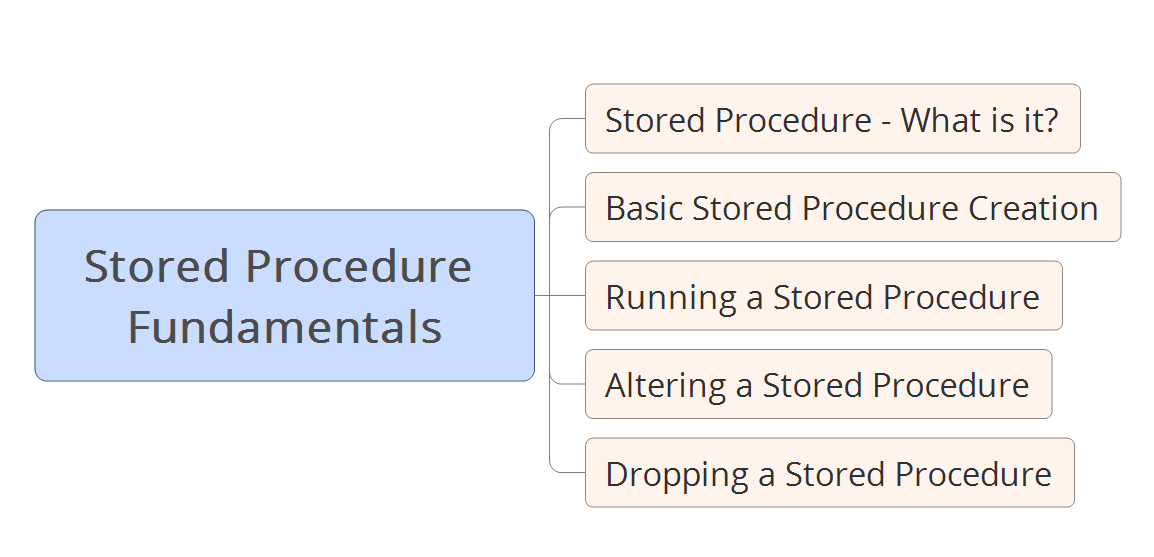 Stored Procedure
Fundamentals
Stored Procedure - What is it?
Basic Stored Procedure Creation
Running a Stored Procedure
Altering a Stored Procedure
Dropping a Stored Procedure